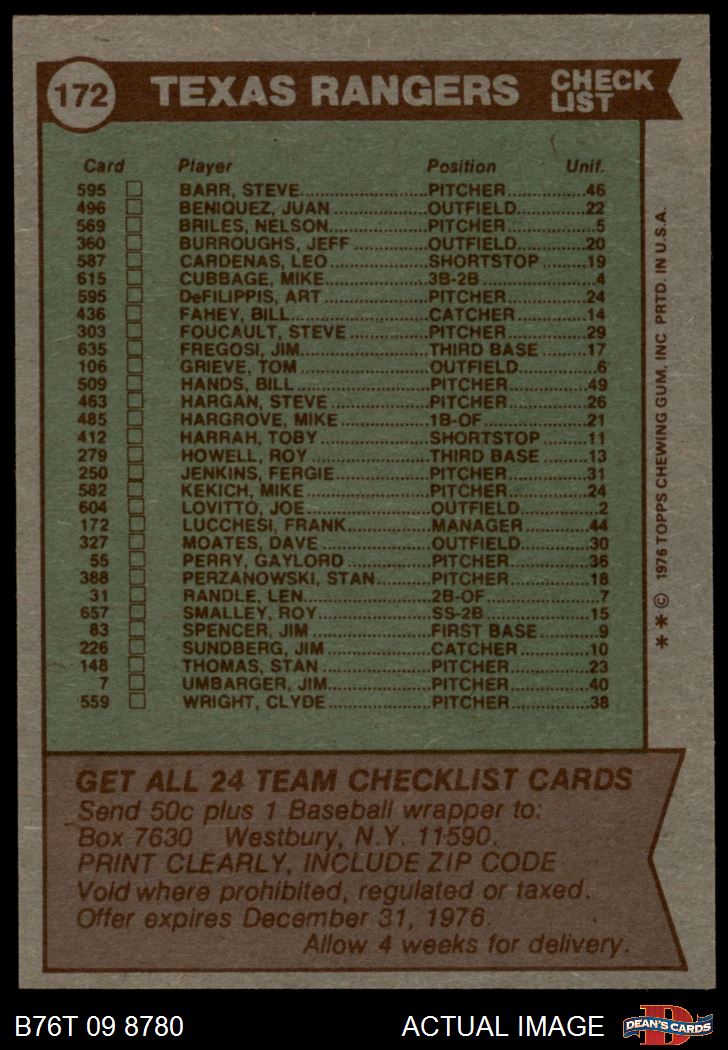 172 TEXAS RANGERS CHECK LIST
Card Player Position Unif.
595 BARR, STEVE PITCHER 46
496 BENIQUEZ, JUAN OUTFIELD 22
569 BRILES, NELSON PITCHER 5
360 BURROUGHS, JEFF OUTFIELD 20
587 CARDENAS, LEO SHORTSTOP 19
615 CUBBAGE, MIKE 3B-2B 4
595 DeFILIPPIS, ART PITCHER 24
436 FAHEY, BILL CATCHER 14
303 FOUCAULT, STEVE PITCHER 29
635 FREGOSI, JIM THIRD BASE 17
106 GRIEVE, TOM OUTFIELD 6
509 HANDS, BILL PITCHER 49
463 HARGAN, STEVE PITCHER 26
485 HARGROVE, MIKE 1B-OF 21
412 HARRAH, TOBY SHORTSTOP 11
279 HOWELL, ROY THIRD BASE 13
250 JENKINS, FERGIE PITCHER 31
582 KEKICH, MIKE PITCHER 24
604 LOVITTO, JOE OUTFIELD 2
172 LUCCHESI, FRANK MANAGER 44
327 MOATES, DAVE OUTFIELD 30
55 PERRY, GAYLORD PITCHER 36
388 PERZANOWSKI, STAN PITCHER 18
31 RANDLE, LEN 2B-OF 7
657 SMALLEY, ROY SS-2B 15
83 SPENCER, JIM FIRST BASE 9
226 SUNDBERG, JIM CATCHER 10
148 THOMAS, STAN PITCHER 23
7 UMBARGER, JIM PITCHER 40
559 WRIGHT, CLYDE PITCHER 38
* * © 1976 TOPPS CHEWING GUM, INC PRTD. IN U.S.A.
GET ALL 24 TEAM CHECKLIST CARDS
Send 50c plus 1 Baseball wrapper to:
Box 7630 Westbury, N.Y. 11590.
PRINT CLEARLY, INCLUDE ZIP CODE
Void where prohibited, regulated or taxed.
Offer expires December 31, 1976.
Allow 4 weeks for delivery.
B76T 09 8780 ACTUAL IMAGE D DEAN'S CARDS